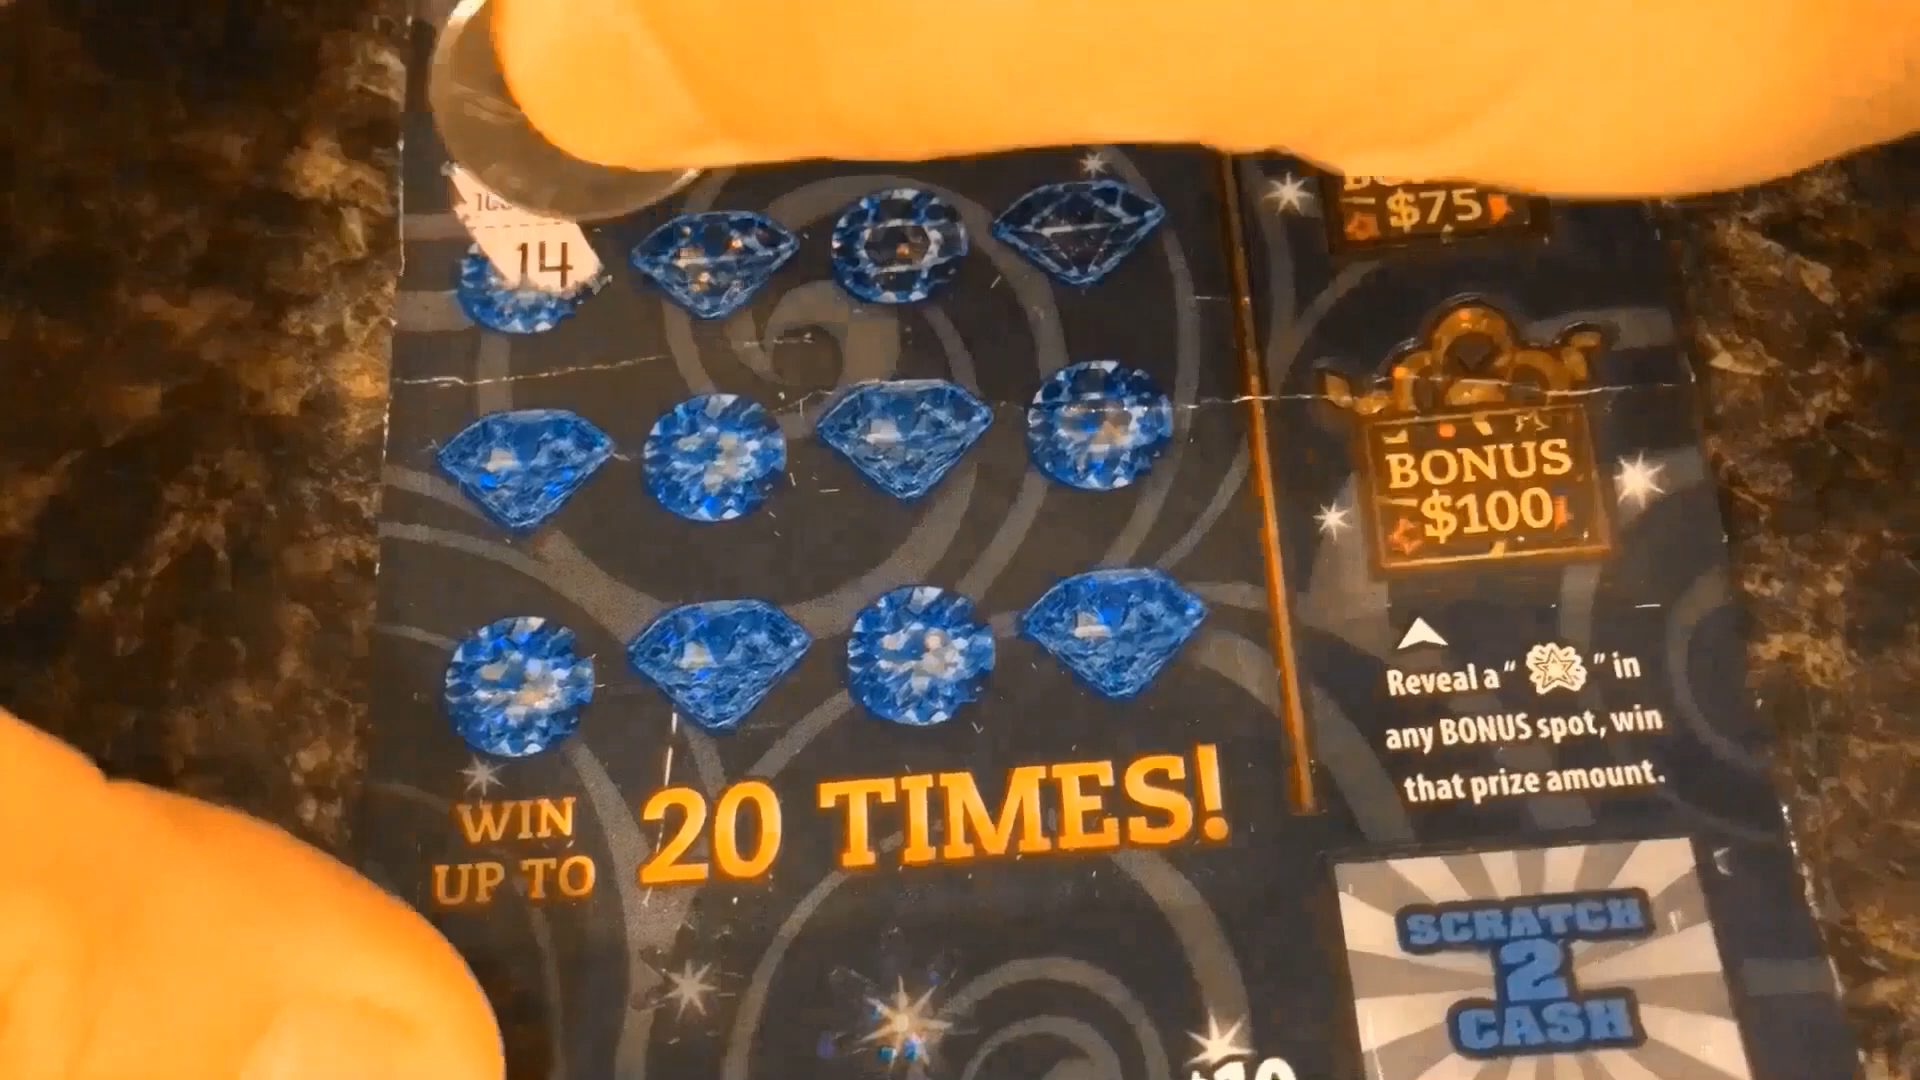 14
$75
BONUS
$100
Reveal a " " in
any BONUS spot, win
that prize amount.
WIN
UP TO
20 TIMES!
SCRATCH
2
CASH